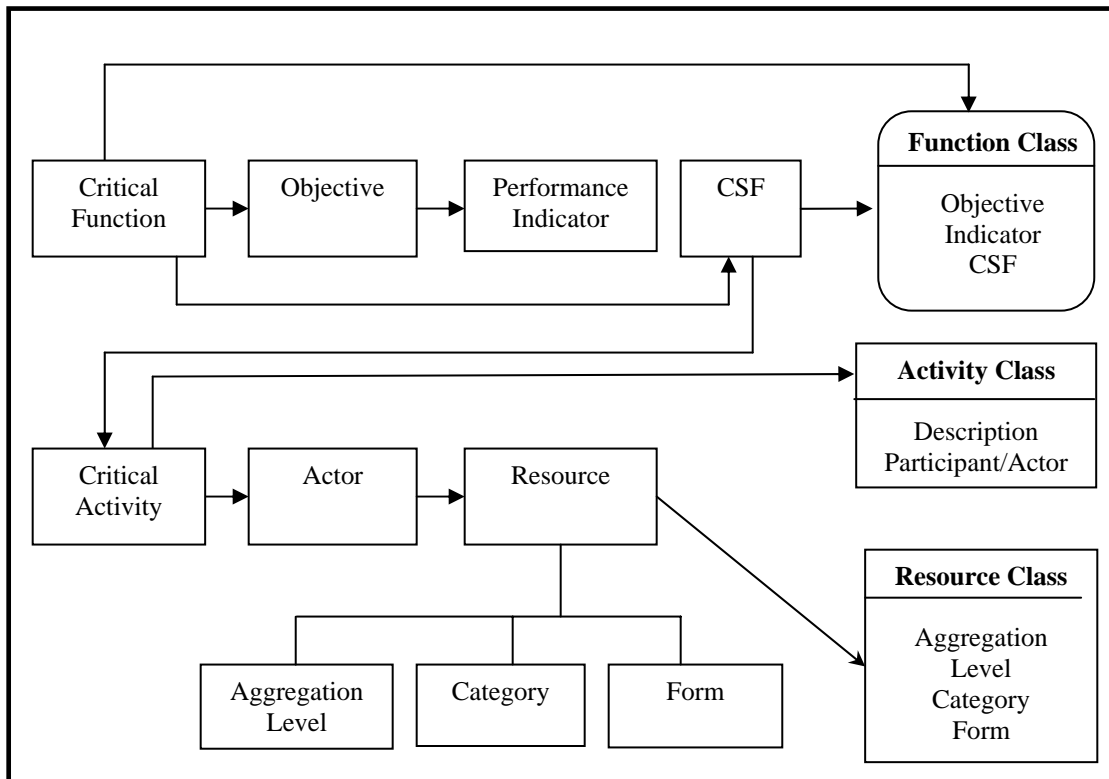 Function Class
Objective
Indicator
CSF
Critical
Function
Objective
Performance
Indicator
CSF
Activity Class
Description
Participant/Actor
Critical
Activity
Actor
Resource
Resource Class
Aggregation
Level
Category
Form
Aggregation
Level
Category
Form